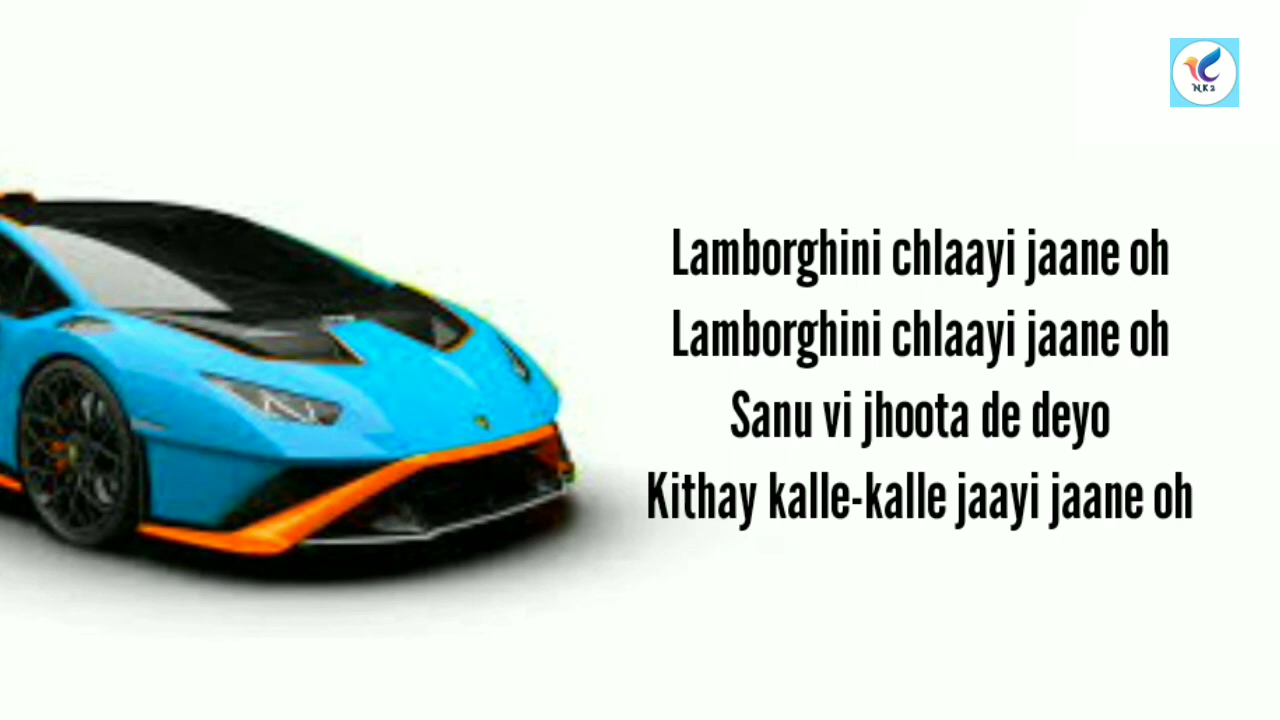 N.K 2
Lamborghini chlaayi jaane oh
Lamborghini chlaayi jaane oh
Sanu vi jhoota de deyo
Kithay kalle-kalle jaayi jaane oh